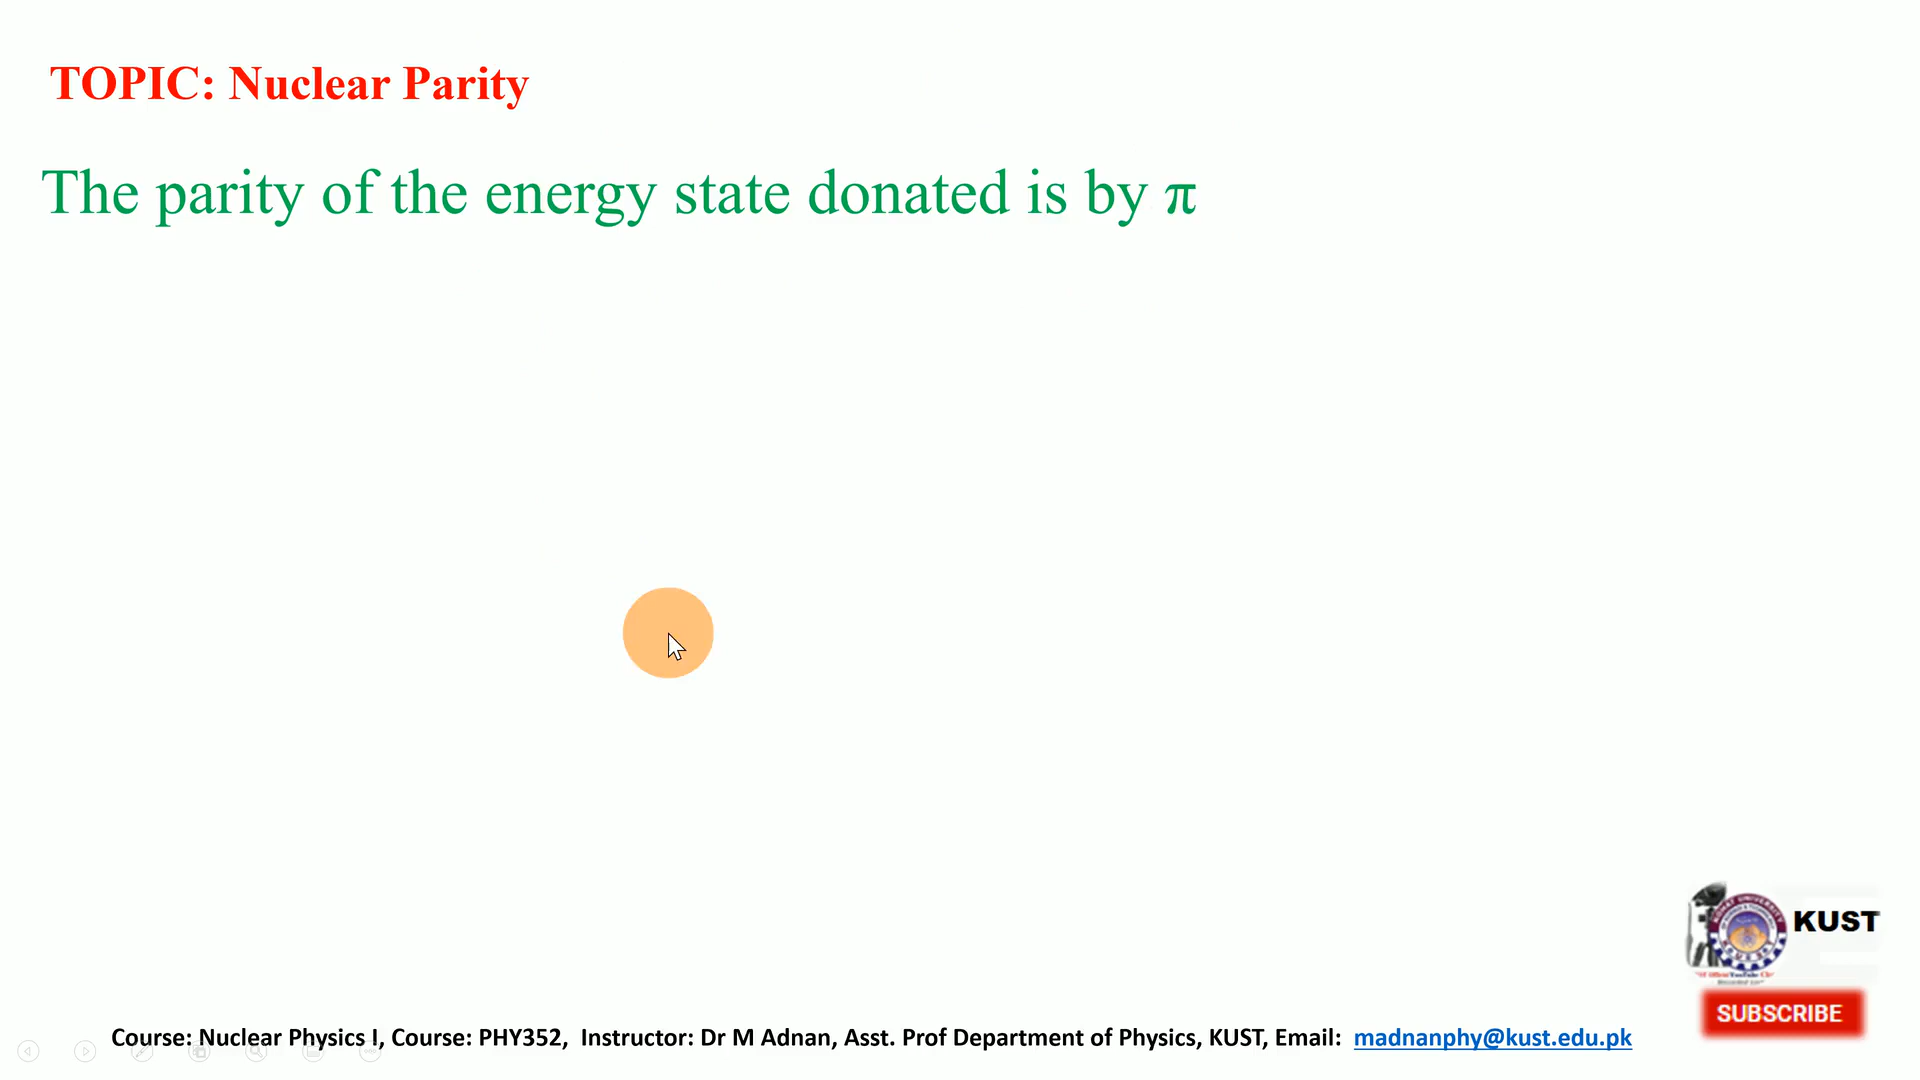 TOPIC: Nuclear Parity
The parity of the energy state donated is by π
KUST
SUBSCRIBE
Course: Nuclear Physics I, Course: PHY352, Instructor: Dr M Adnan, Asst. Prof Department of Physics, KUST, Email: madnanphy@kust.edu.pk